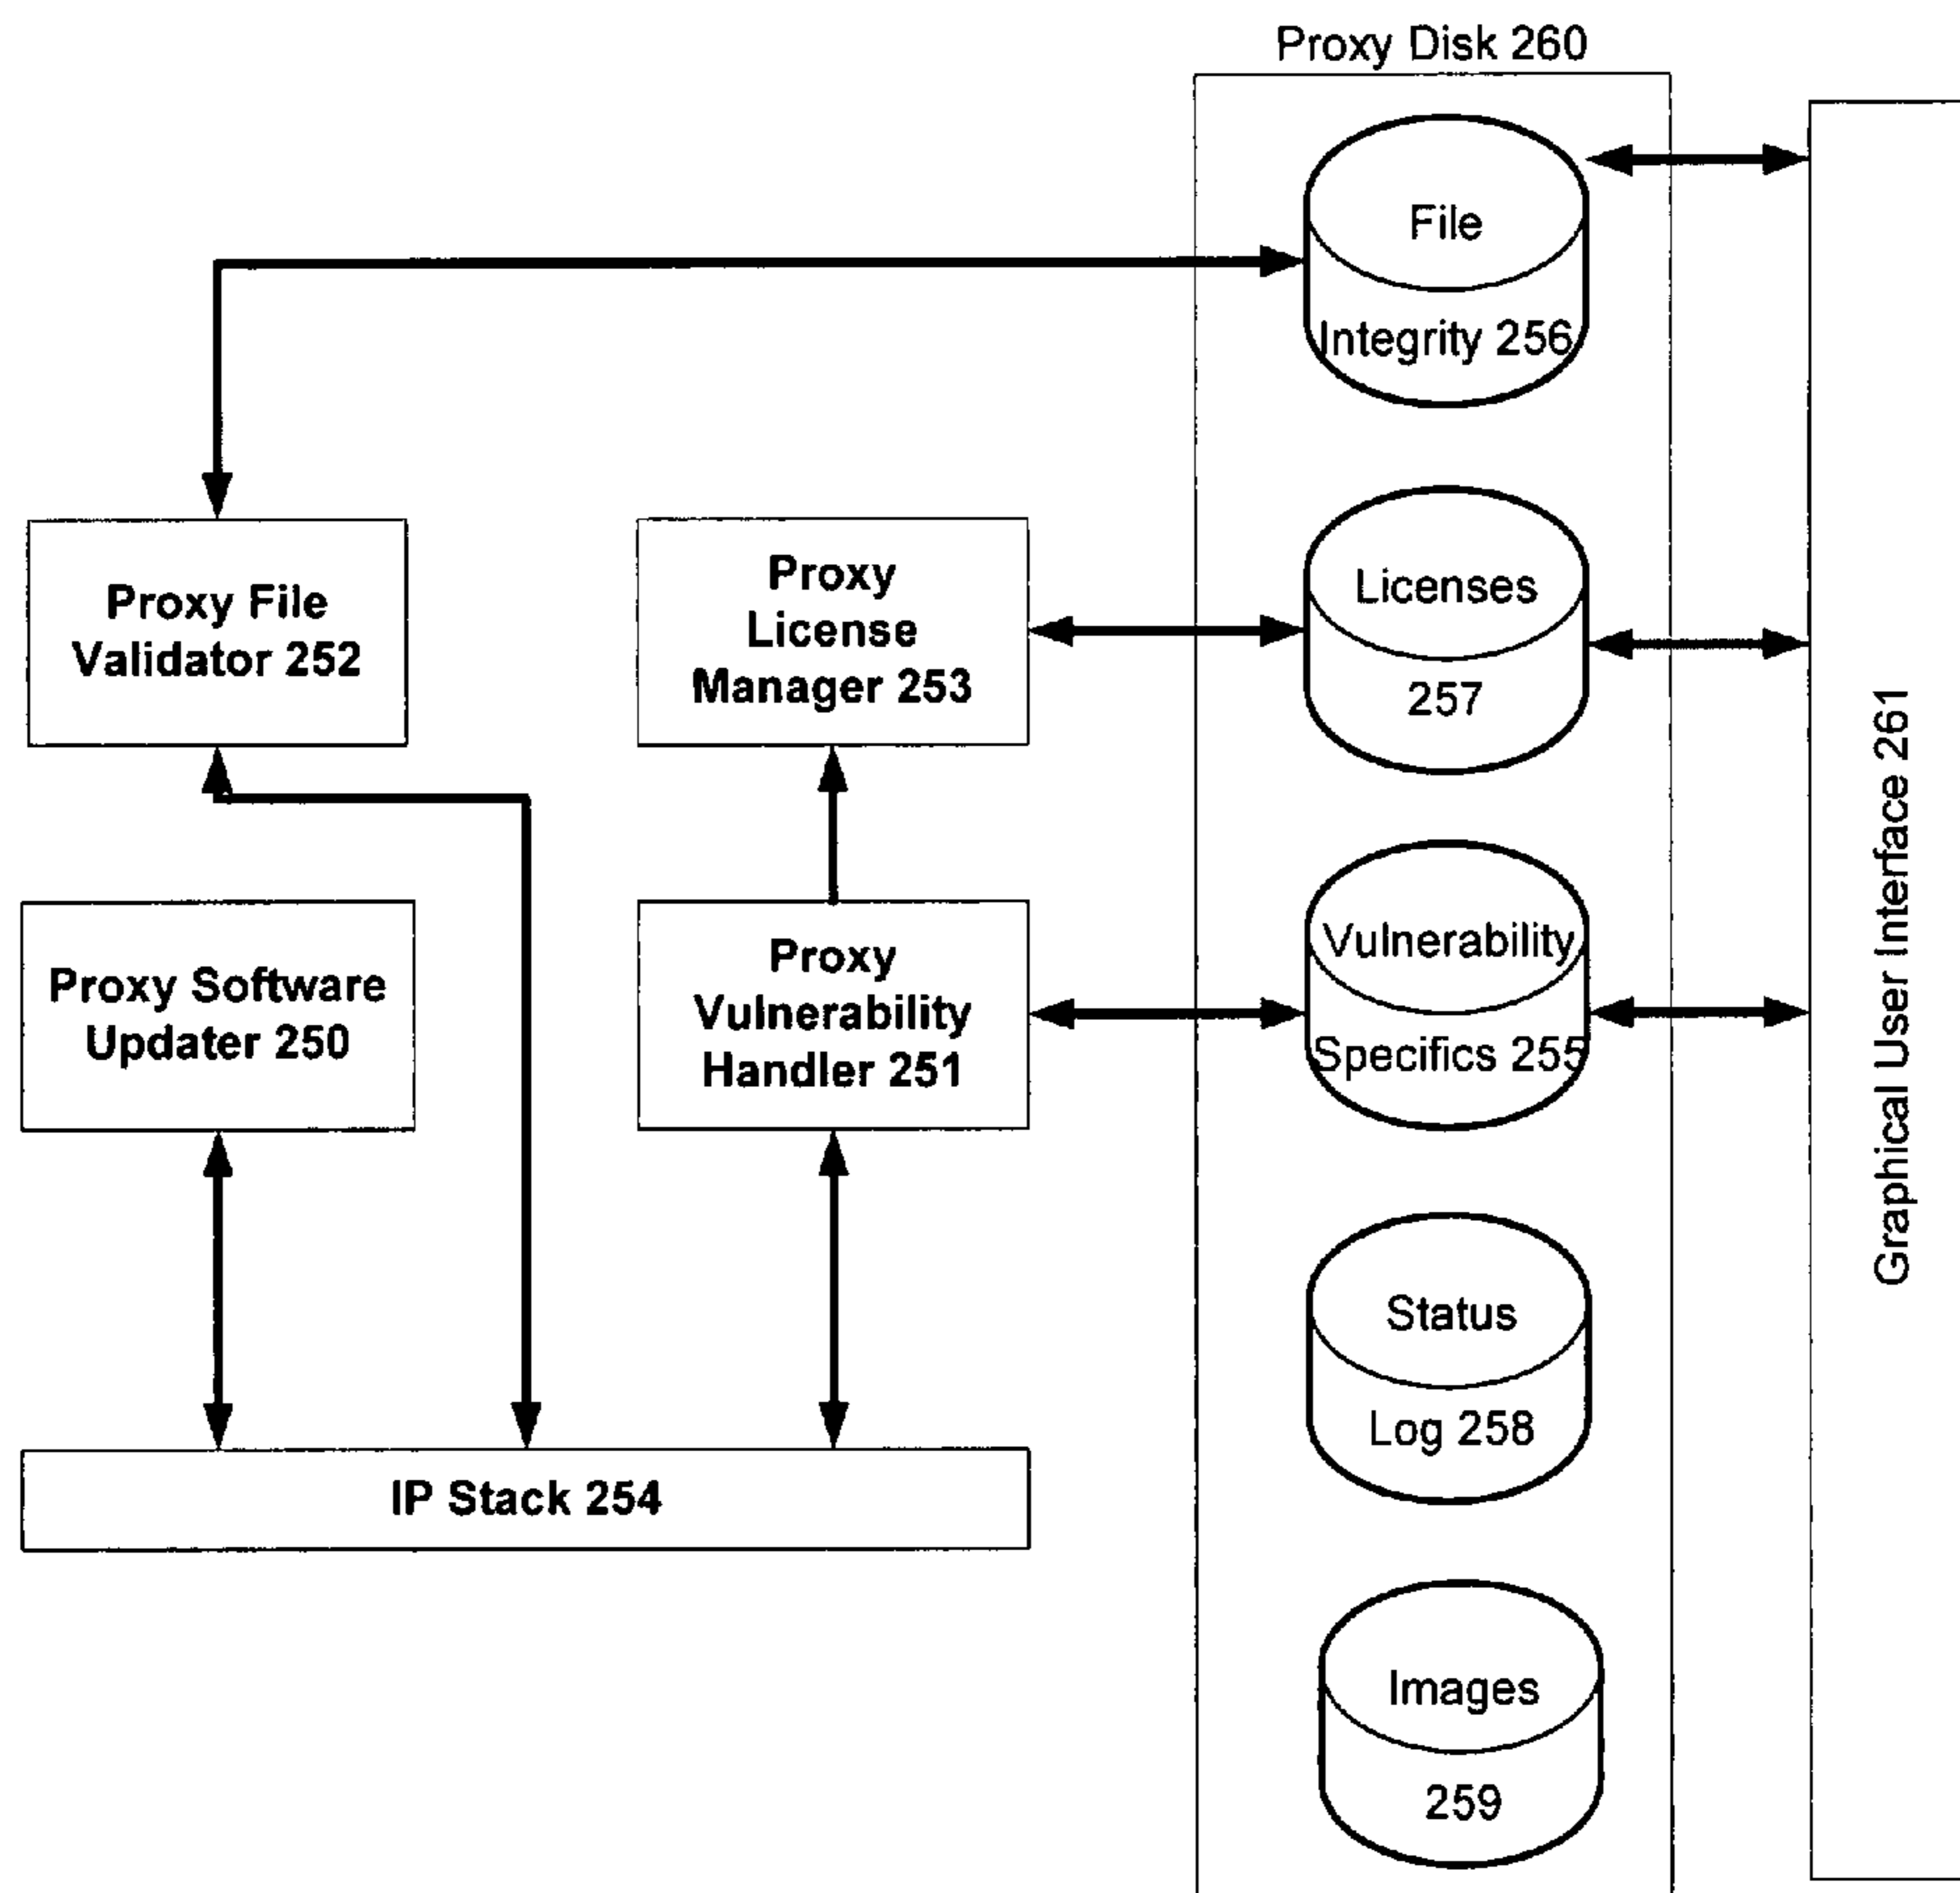 Proxy Disk 260
File
Integrity 256
Proxy File
Validator 252
Proxy
License
Manager 253
Licenses
257
Proxy Software
Updater 250
Proxy
Vulnerability
Handler 251
Vulnerability
Specifics 255
Graphical User Interface 261
Status
Log 258
IP Stack 254
Images
259